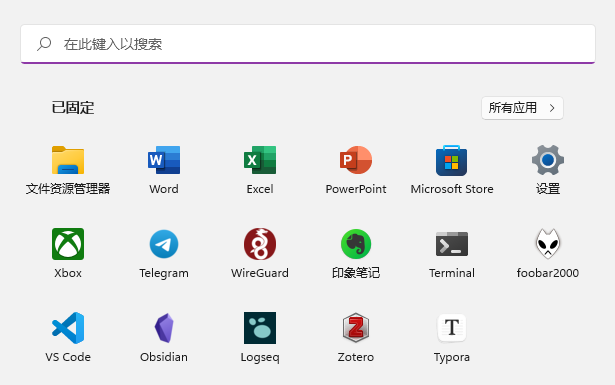 在此键入以搜索
已固定
所有应用
文件资源管理器
Word
Excel
PowerPoint
Microsoft Store
设置
Xbox
Telegram
WireGuard
印象笔记
Terminal
foobar2000
VS Code
Obsidian
Logseq
Zotero
Typora